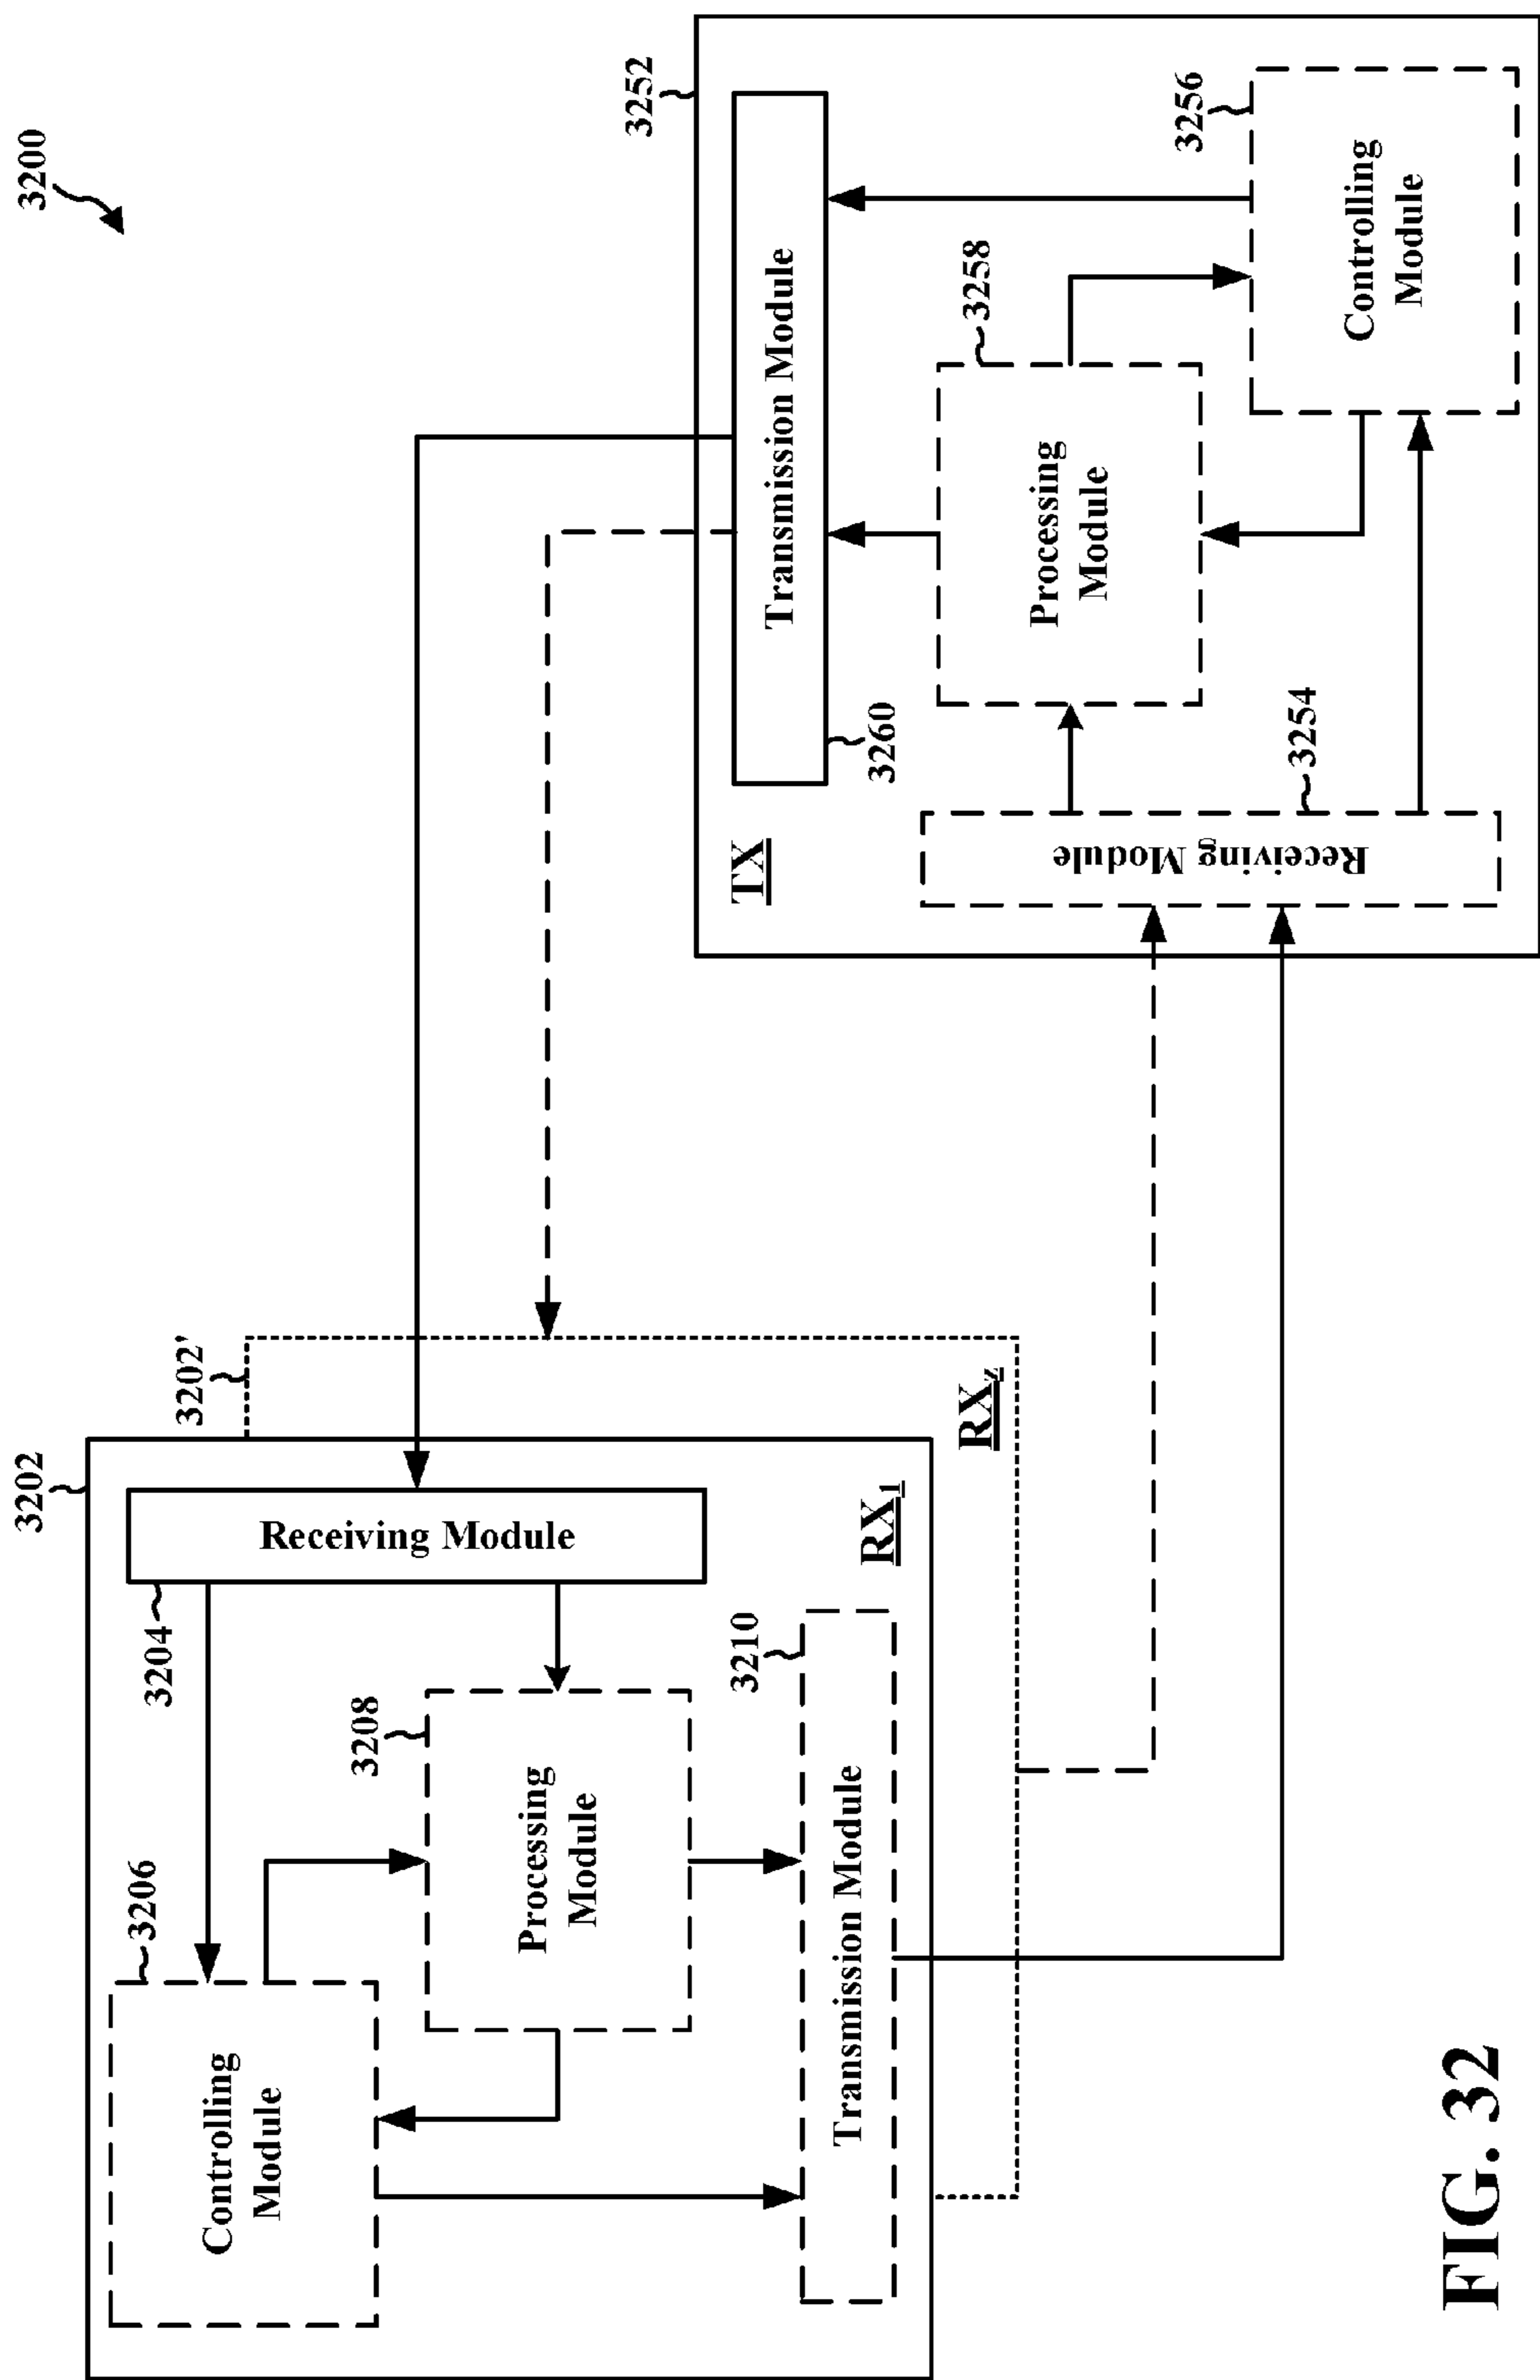 3200
3202
3202'
Receiving Module
3204
3206
Controlling
Module
3208
Processing
Module
3210
Transmission Module
RX1
RXz
3252
TX
Transmission Module
3260
3258
Processing
Module
3256
Controlling
Module
3254
Receiving Module
FIG. 32